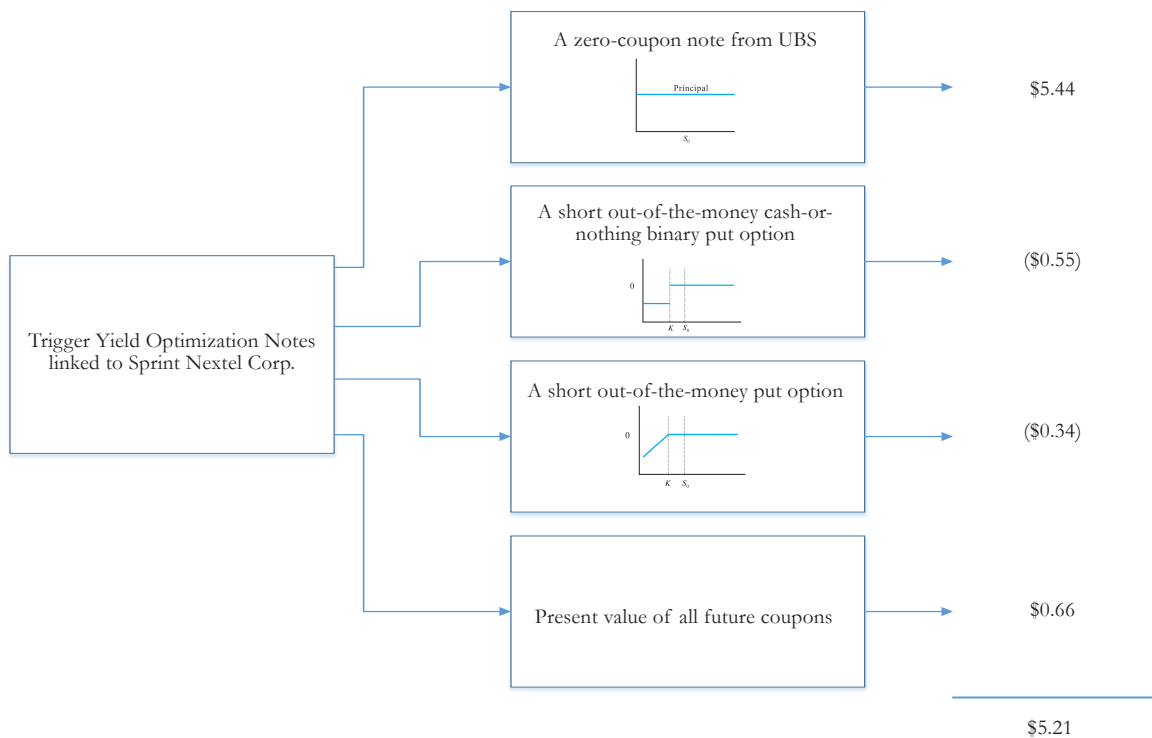 A zero-coupon note from UBS
Principal
S0
$5.44
A short out-of-the-money cash-or-
nothing binary put option
0
K S0
($0.55)
Trigger Yield Optimization Notes
linked to Sprint Nextel Corp.
A short out-of-the-money put option
0
K S0
($0.34)
Present value of all future coupons
$0.66
$5.21